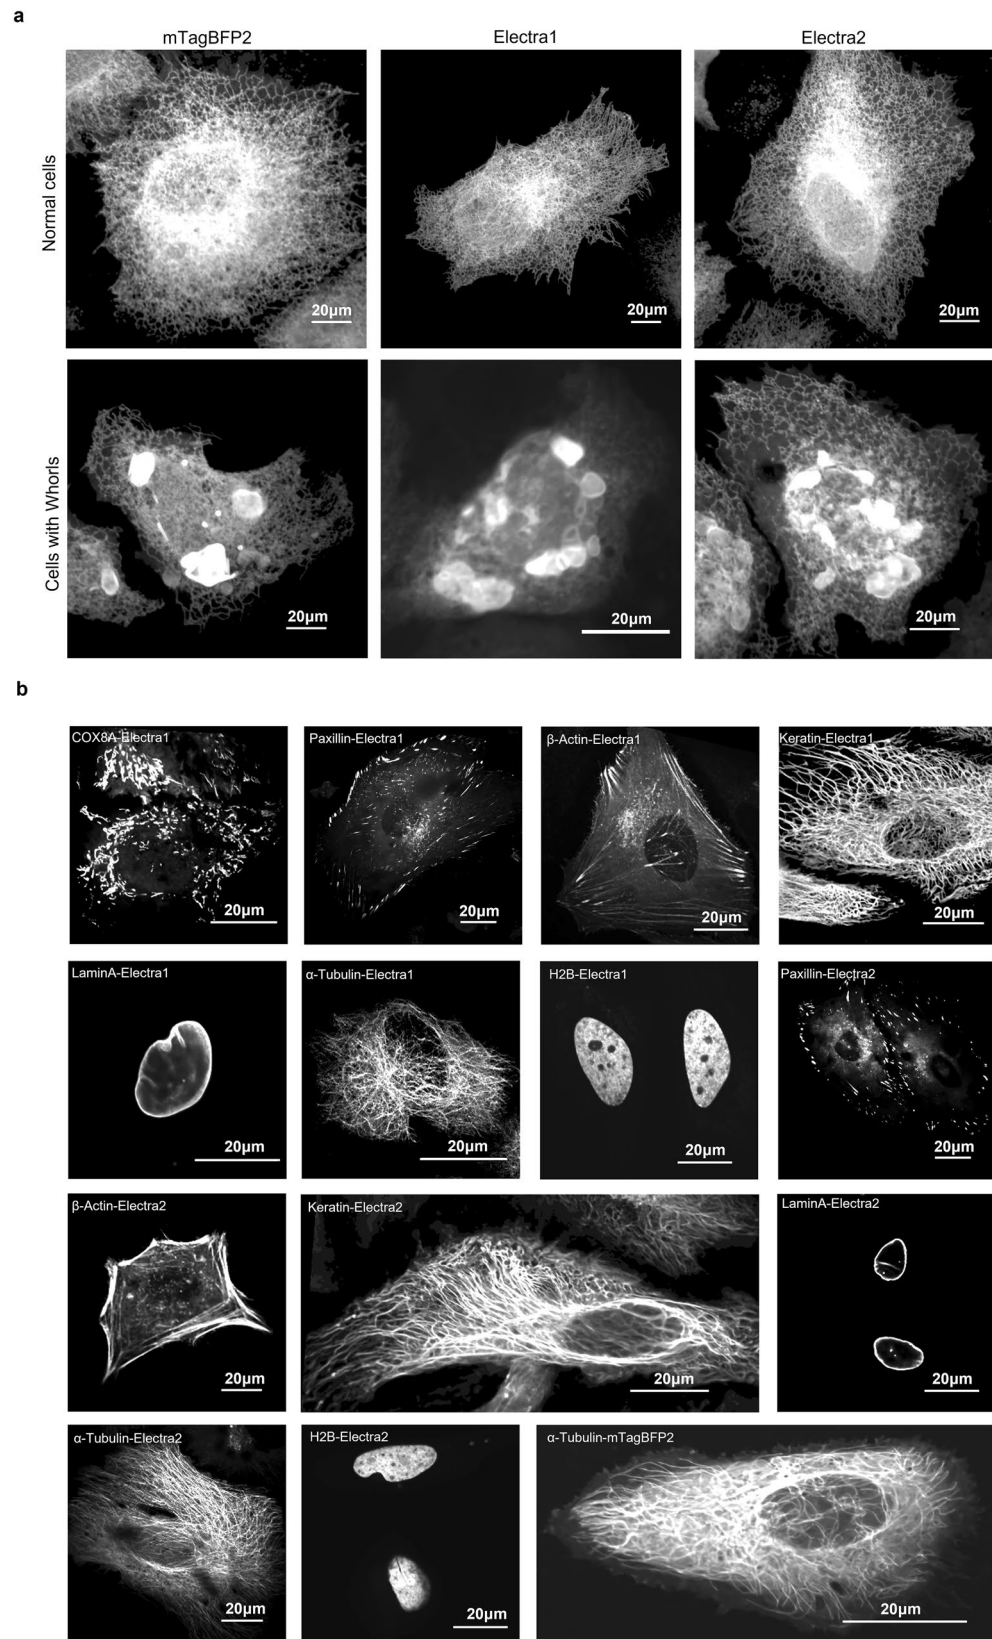 a
mTagBFP2
Electra1
Electra2
Normal cells
20μm
20μm
20μm
Cells with Whorls
20μm
20μm
20μm
b
COX8A-Electra1
Paxillin-Electra1
β-Actin-Electra1
Keratin-Electra1
20μm
20μm
20μm
20μm
LaminA-Electra1
α-Tubulin-Electra1
H2B-Electra1
Paxillin-Electra2
20μm
20μm
20μm
20μm
β-Actin-Electra2
Keratin-Electra2
LaminA-Electra2
20μm
20μm
20μm
α-Tubulin-Electra2
H2B-Electra2
α-Tubulin-mTagBFP2
20μm
20μm
20μm